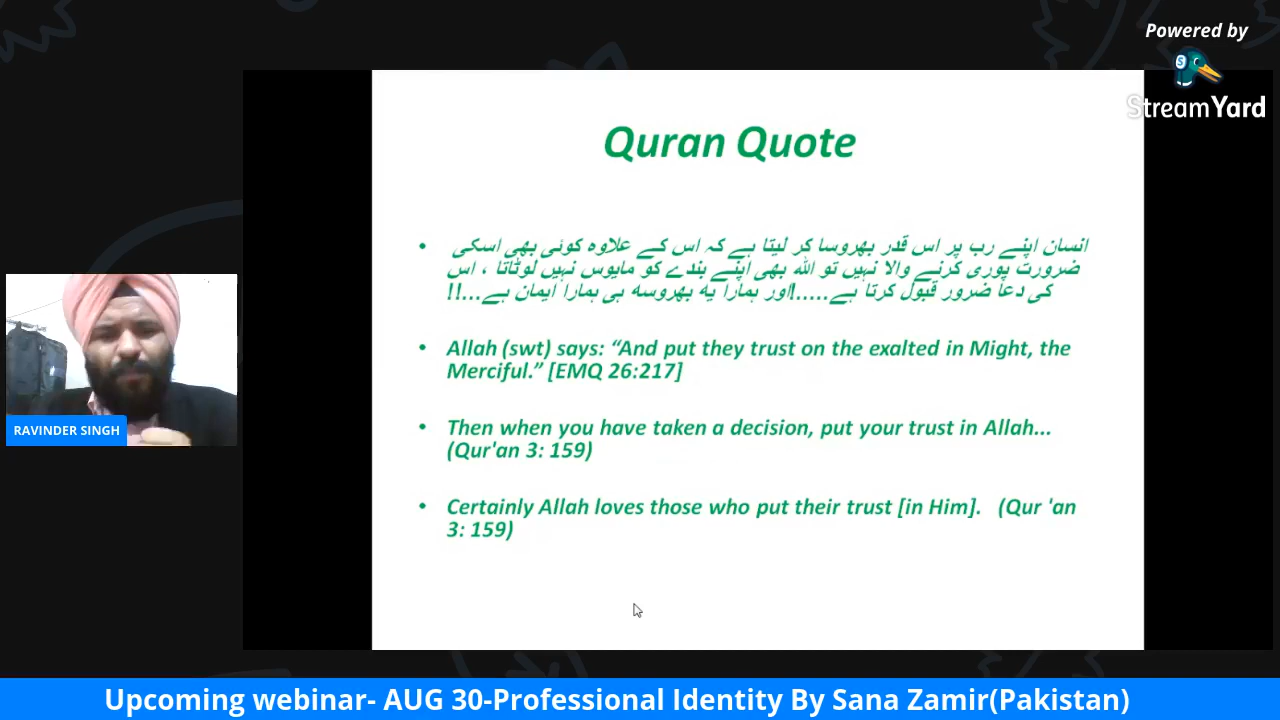 Powered by
StreamYard
Quran Quote
• انسان اپنے رب پر اس قدر بھروسا کر لیتا ہے کہ اس کے علاوہ کوئی بھی اسکی
ضرورت پوری کرنے والا نہیں تو اللہ بھی اپنے بندے کو مایوس نہیں لوٹاتا ، اس
کی دعا ضرور قبول کرتا ہے.....!اور ہمارا یہ بھروسہ ہی ہمارا ایمان ہے...!!
• Allah (swt) says: “And put they trust on the exalted in Might, the
Merciful.” [EMQ 26:217]
• Then when you have taken a decision, put your trust in Allah...
(Qur'an 3: 159)
• Certainly Allah loves those who put their trust [in Him]. (Qur 'an
3: 159)
RAVINDER SINGH
Upcoming webinar- AUG 30-Professional Identity By Sana Zamir(Pakistan)